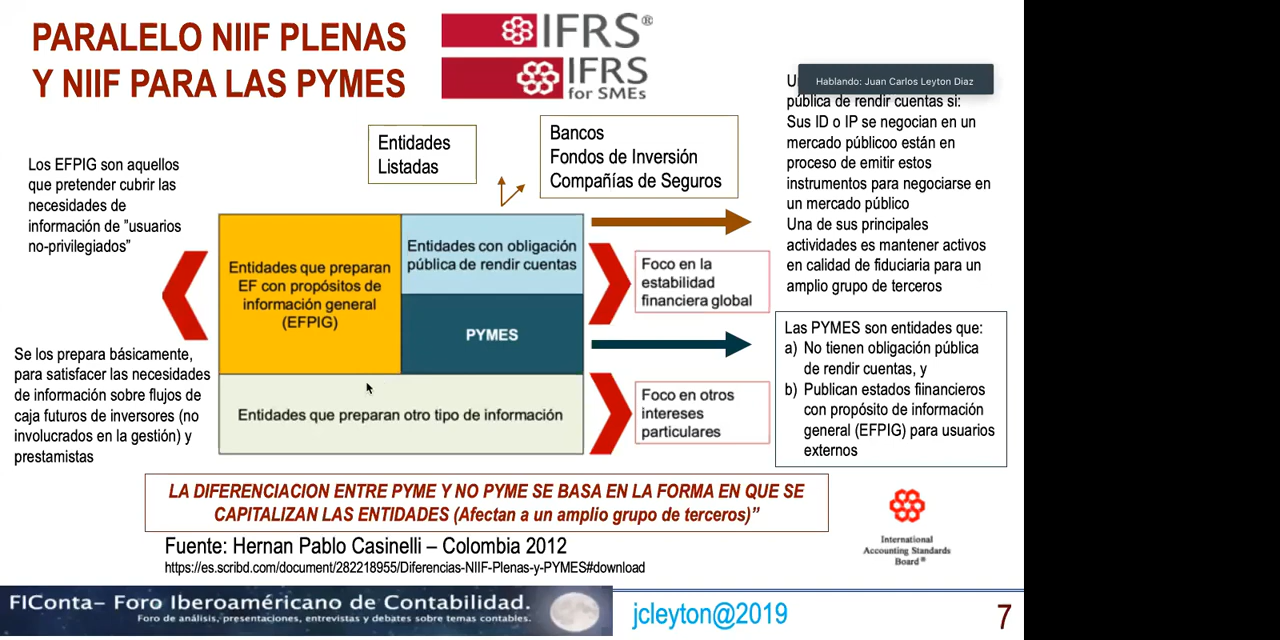 PARALELO NIIF PLENAS
Y NIIF PARA LAS PYMES
IFRS®
IFRS
for SMEs
Hablando: Juan Carlos Leyton Diaz
pública de rendir cuentas si:
Sus ID o IP se negocian en un
mercado públicoo están en
proceso de emitir estos
instrumentos para negociarse en
un mercado público
Una de sus principales
actividades es mantener activos
en calidad de fiduciaria para un
amplio grupo de terceros
Entidades
Listadas
Bancos
Fondos de Inversión
Compañías de Seguros
Los EFPIG son aquellos
que pretender cubrir las
necesidades de
información de "usuarios
no-privilegiados"
Entidades que preparan
EF con propósitos de
información general
(EFPIG)
Entidades con obligación
pública de rendir cuentas
PYMES
Entidades que preparan otro tipo de información
Foco en la
estabilidad
financiera global
Foco en otros
intereses
particulares
Se los prepara básicamente,
para satisfacer las necesidades
de información sobre flujos de
caja futuros de inversores (no
involucrados en la gestión) y
prestamistas
Las PYMES son entidades que:
a) No tienen obligación pública
de rendir cuentas, y
b) Publican estados fiinancieros
con propósito de información
general (EFPIG) para usuarios
externos
LA DIFERENCIACION ENTRE PYME Y NO PYME SE BASA EN LA FORMA EN QUE SE
CAPITALIZAN LAS ENTIDADES (Afectan a un amplio grupo de terceros)”
Fuente: Hernan Pablo Casinelli – Colombia 2012
https://es.scribd.com/document/282218955/Diferencias-NIIF-Plenas-y-PYMES#download
International
Accounting Standards
Board®
FIConta– Foro Iberoaméricano de Contabilidad.
Foro de análisis, presentaciones, entrevistas y debates sobre temas contables.
jcleyton@2019
7